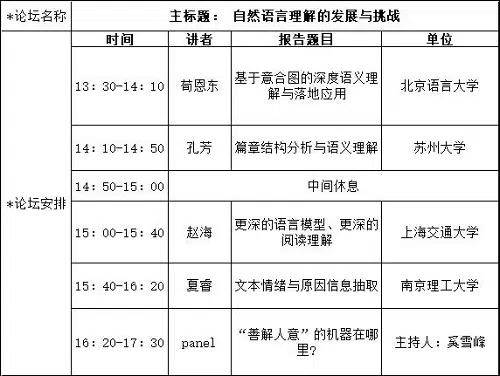 *论坛名称
主标题： 自然语言理解的发展与挑战
时间 讲者 报告题目 单位
*论坛安排
13：30-14：10 荀恩东 基于意合图的深度语义理 北京语言大学
解与落地应用
14：10-14：50 孔芳 篇章结构分析与语义理解 苏州大学
14：50-15：00 中间休息
15：00-15：40 赵海 更深的语言模型、更深的 上海交通大学
阅读理解
15：40-16：20 夏睿 文本情绪与原因信息抽取 南京理工大学
16：20-17：30 panel “善解人意”的机器在哪 主持人：奚雪峰
里？